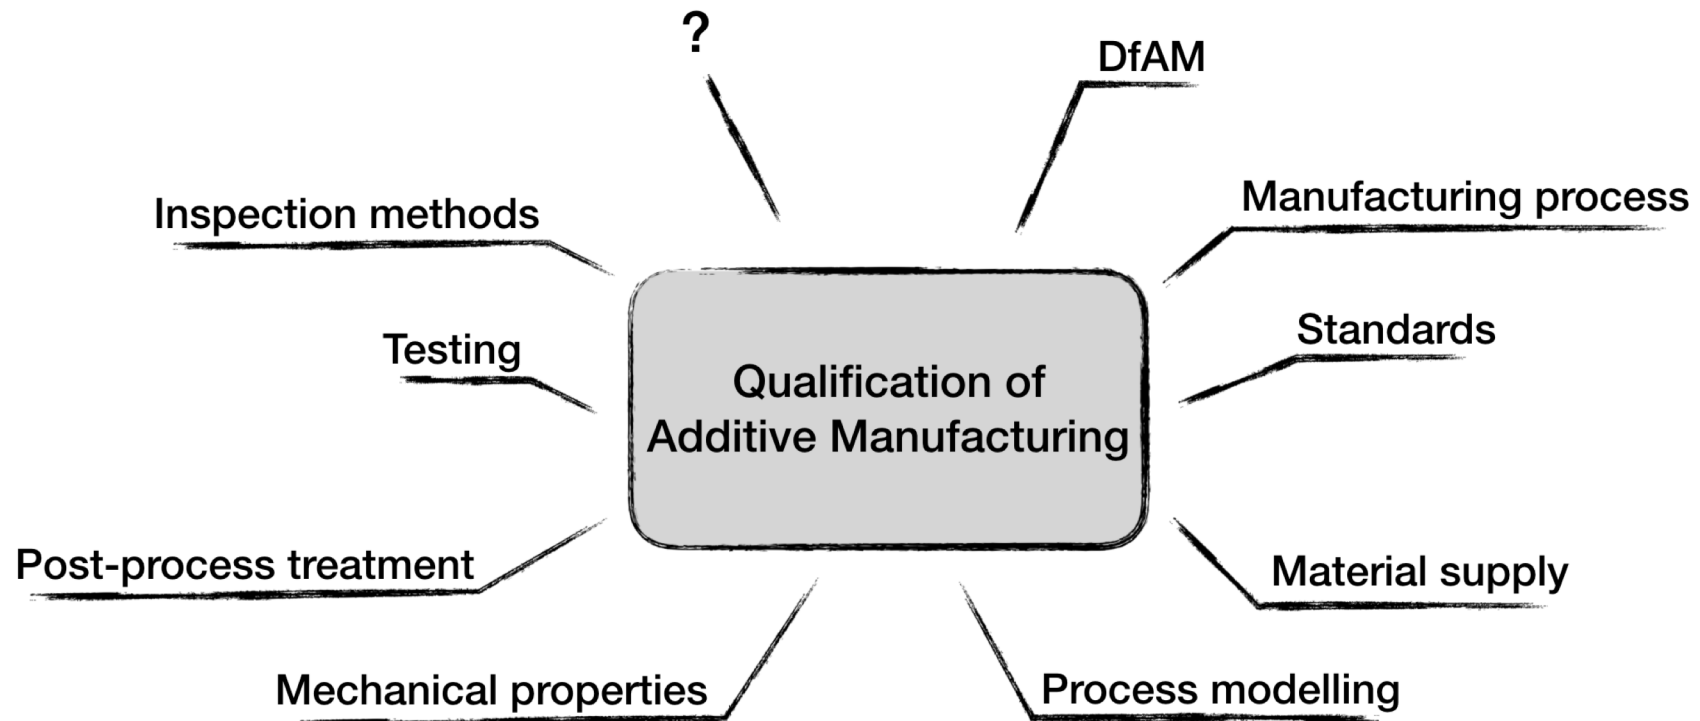 ?
DfAM
Manufacturing process
Inspection methods
Standards
Testing
Qualification of
Additive Manufacturing
Post-process treatment
Material supply
Mechanical properties
Process modelling